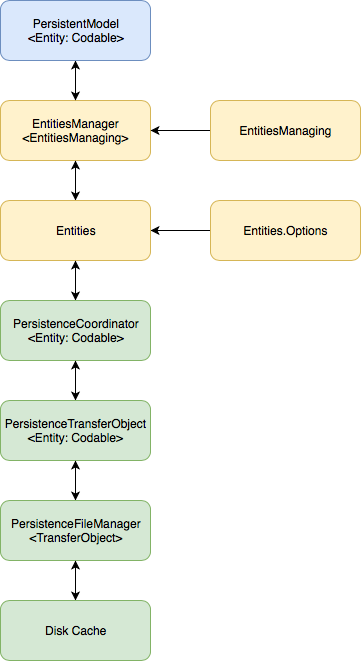 PersistentModel
<Entity: Codable>
EntitiesManager
<EntitiesManaging>
EntitiesManaging
Entities
Entities.Options
PersistenceCoordinator
<Entity: Codable>
PersistenceTransferObject
<Entity: Codable>
PersistenceFileManager
<TransferObject>
Disk Cache